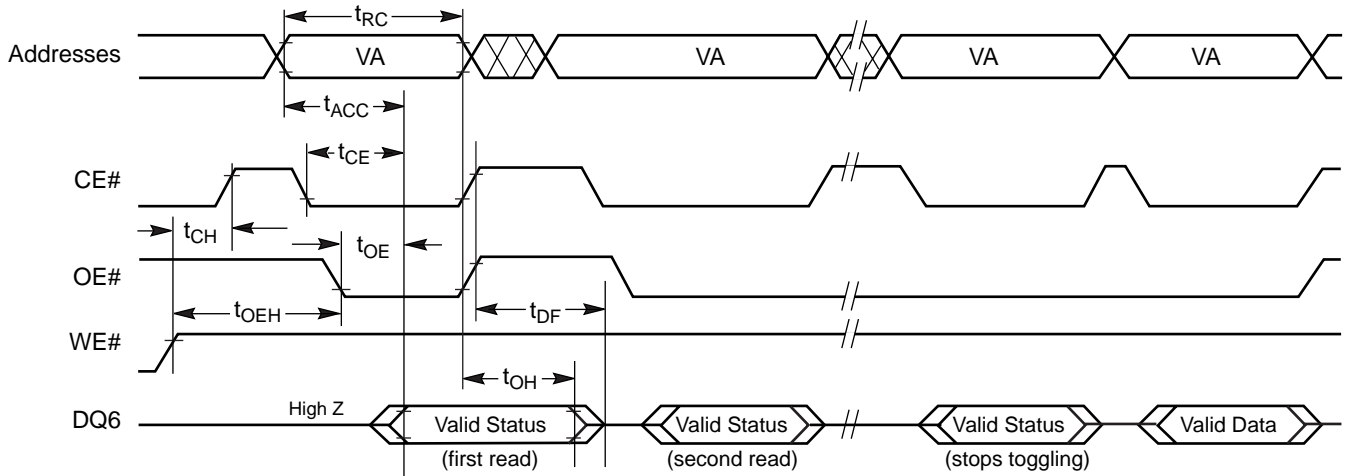 tRC
Addresses VA VA VA VA
tACC
tCE
CE#
tCH tOE
OE#
tOEH tDF
WE#
tOH
DQ6 High Z Valid Status Valid Status Valid Status Valid Data
(first read) (second read) (stops toggling)